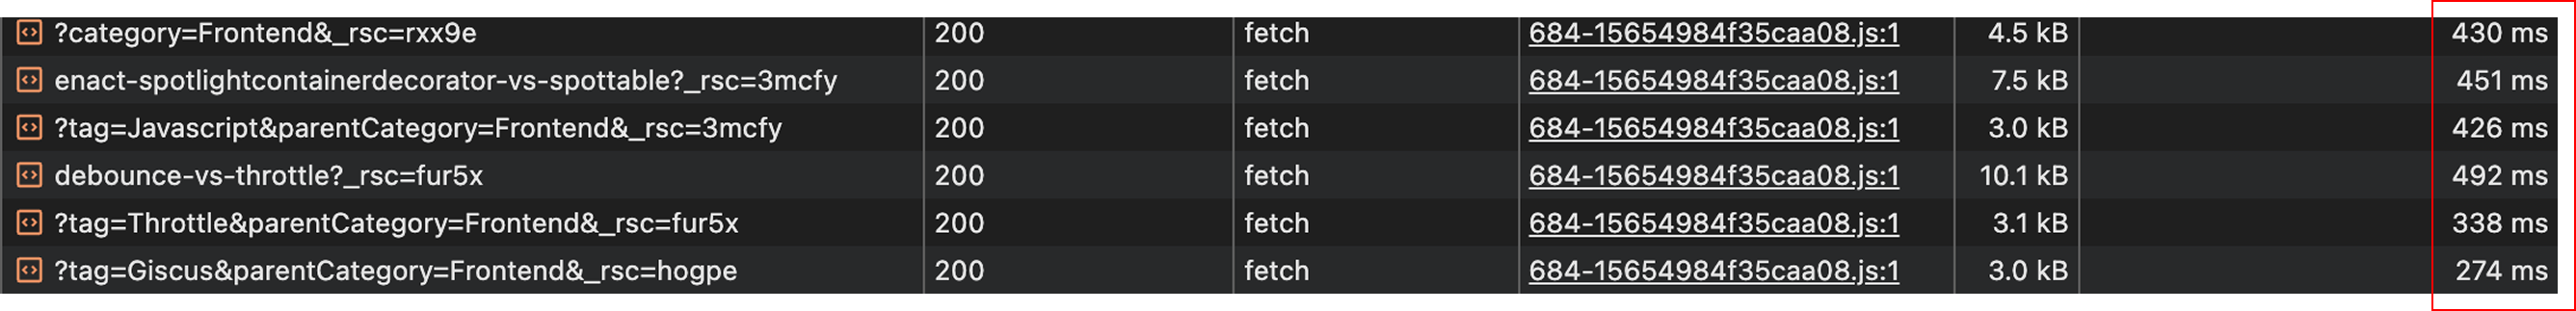 ?category=Frontend&_rsc=rxx9e 200 fetch 684-15654984f35caa08.js:1 4.5 kB 430 ms
enact-spotlightcontainerdecorator-vs-spottable?_rsc=3mcfy 200 fetch 684-15654984f35caa08.js:1 7.5 kB 451 ms
?tag=Javascript&parentCategory=Frontend&_rsc=3mcfy 200 fetch 684-15654984f35caa08.js:1 3.0 kB 426 ms
debounce-vs-throttle?_rsc=fur5x 200 fetch 684-15654984f35caa08.js:1 10.1 kB 492 ms
?tag=Throttle&parentCategory=Frontend&_rsc=fur5x 200 fetch 684-15654984f35caa08.js:1 3.1 kB 338 ms
?tag=Giscus&parentCategory=Frontend&_rsc=hogpe 200 fetch 684-15654984f35caa08.js:1 3.0 kB 274 ms